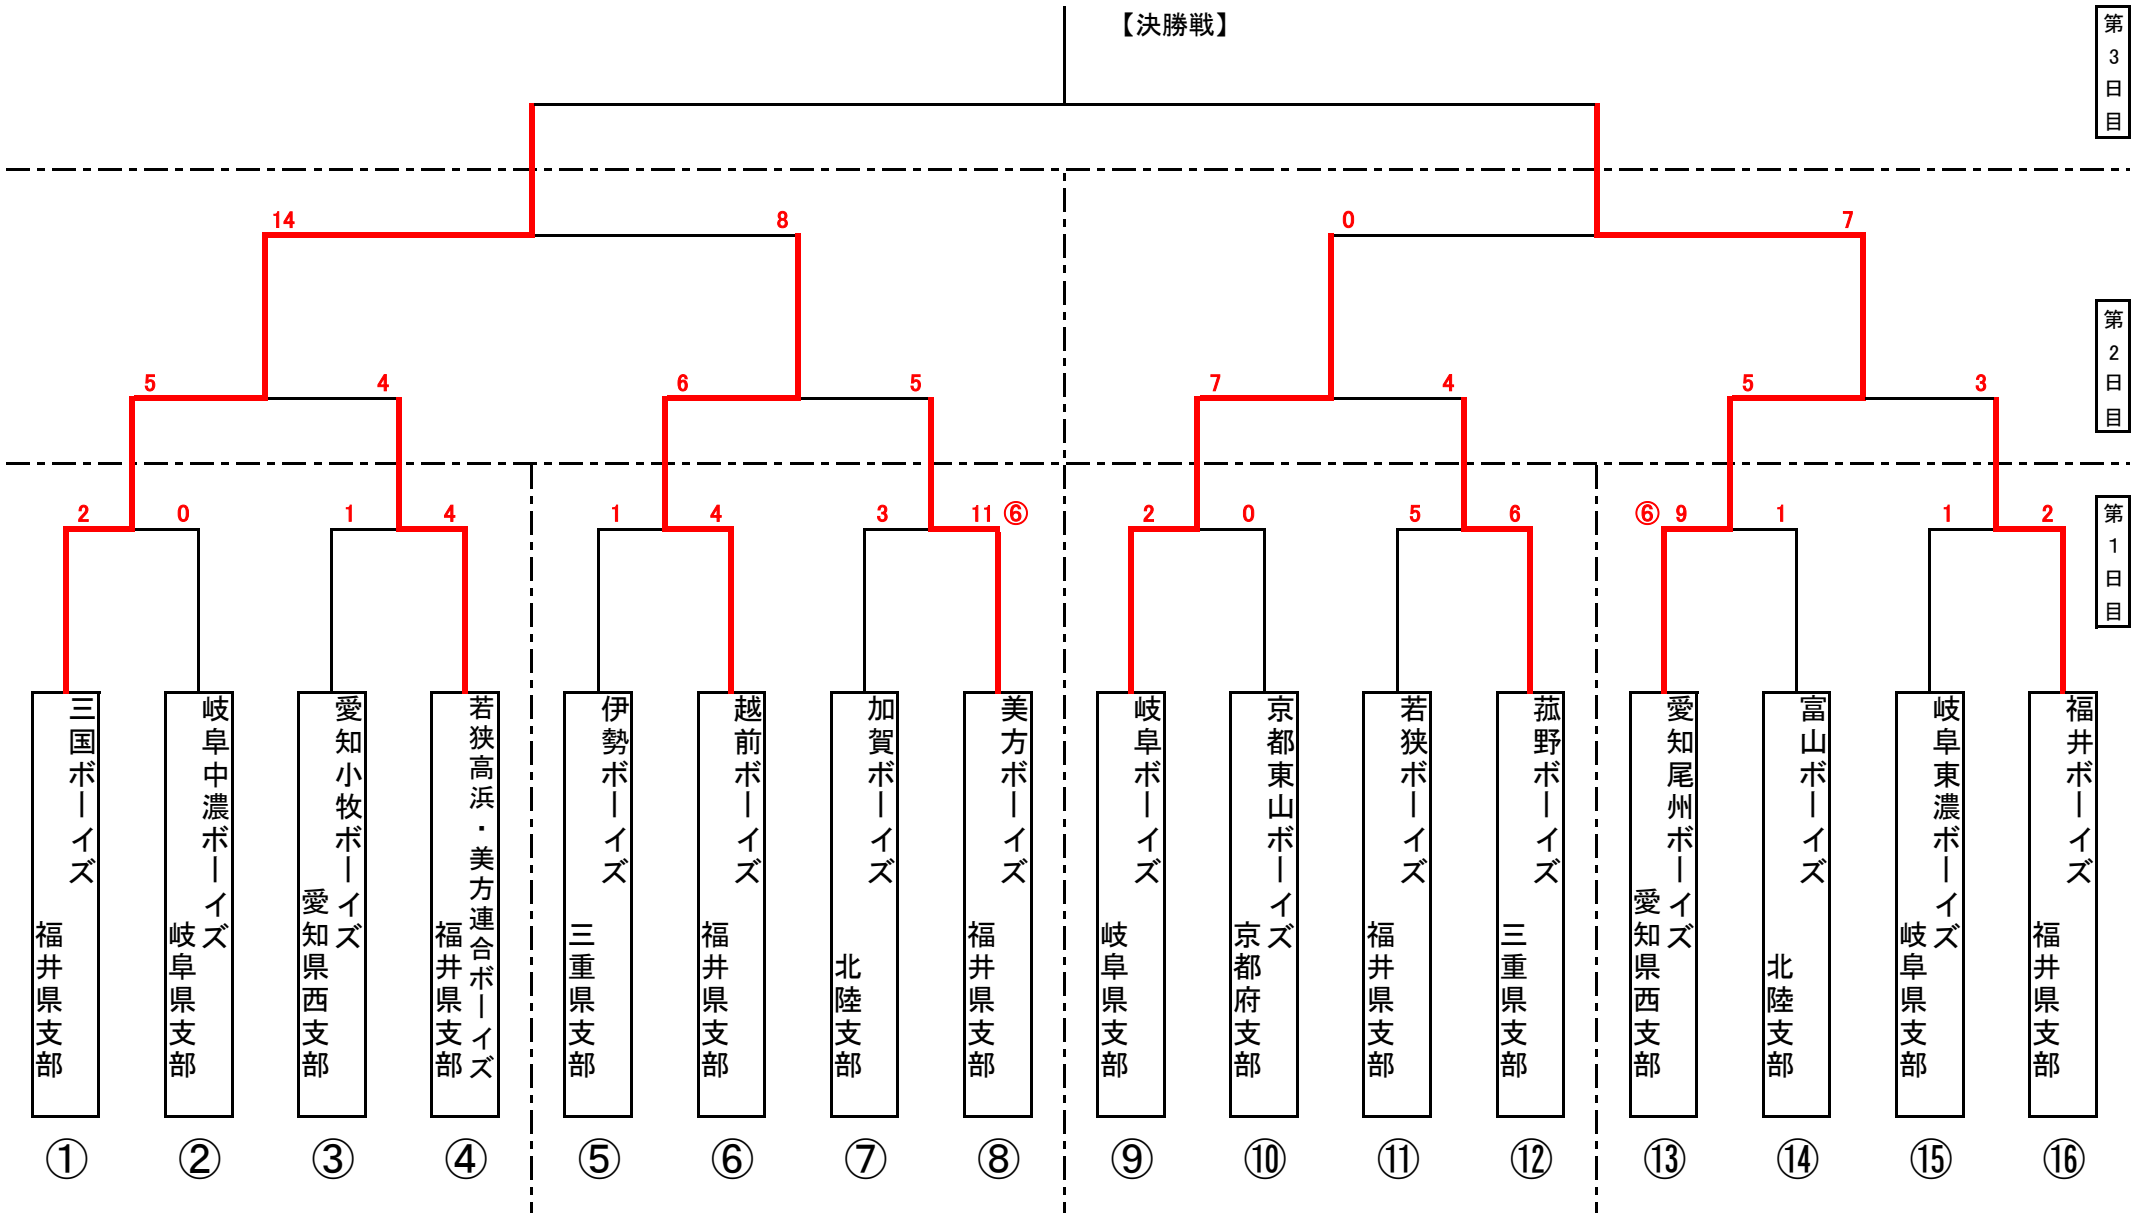 【決勝戦】
第3日目
14 8 0 7
第2日目
5 4 6 5 7 4 5 3
第1日目
2 0 1 4 1 4 3 11 ⑥ 2 0 5 6 ⑥ 9 1 1 2
三国ボーイズ
福井県支部
岐阜中濃ボーイズ
岐阜県支部
愛知小牧ボーイズ
愛知県西支部
若狭高浜・美方連合ボーイズ
福井県支部
伊勢ボーイズ
三重県支部
越前ボーイズ
福井県支部
加賀ボーイズ
北陸支部
美方ボーイズ
福井県支部
岐阜ボーイズ
岐阜県支部
京都東山ボーイズ
京都府支部
若狭ボーイズ
福井県支部
菰野ボーイズ
三重県支部
愛知尾州ボーイズ
愛知県西支部
富山ボーイズ
北陸支部
岐阜東濃ボーイズ
岐阜県支部
福井ボーイズ
福井県支部
① ② ③ ④ ⑤ ⑥ ⑦ ⑧ ⑨ ⑩ ⑪ ⑫ ⑬ ⑭ ⑮ ⑯